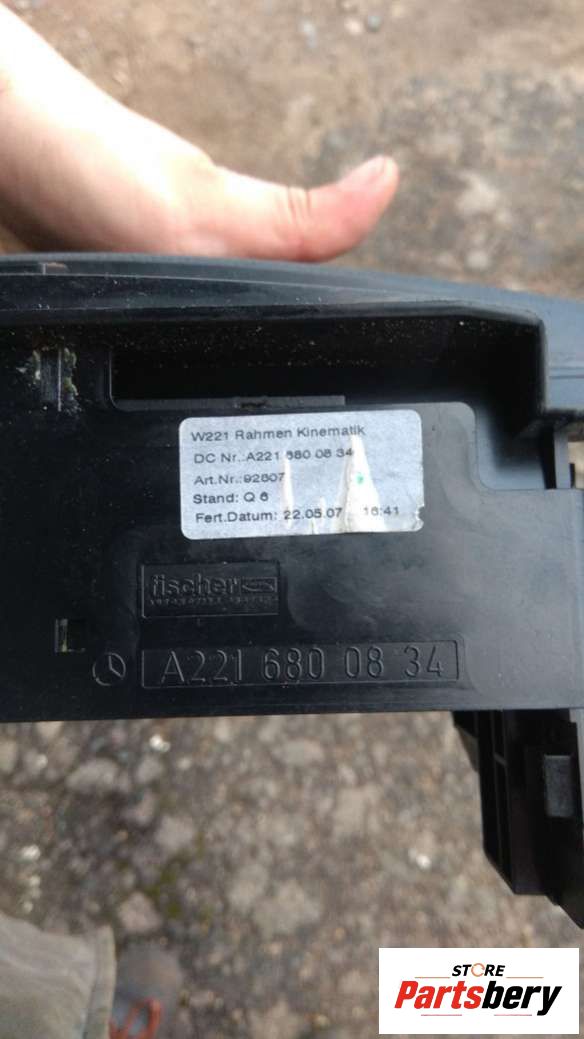 W221 Rahmen Kinematik
DC Nr.:A221 680 08 34
Art.Nr.:92607
Stand: Q 6
Fert.Datum: 22.05.07 16:41
fischer
A221 680 08 34
STORE
Partsbery